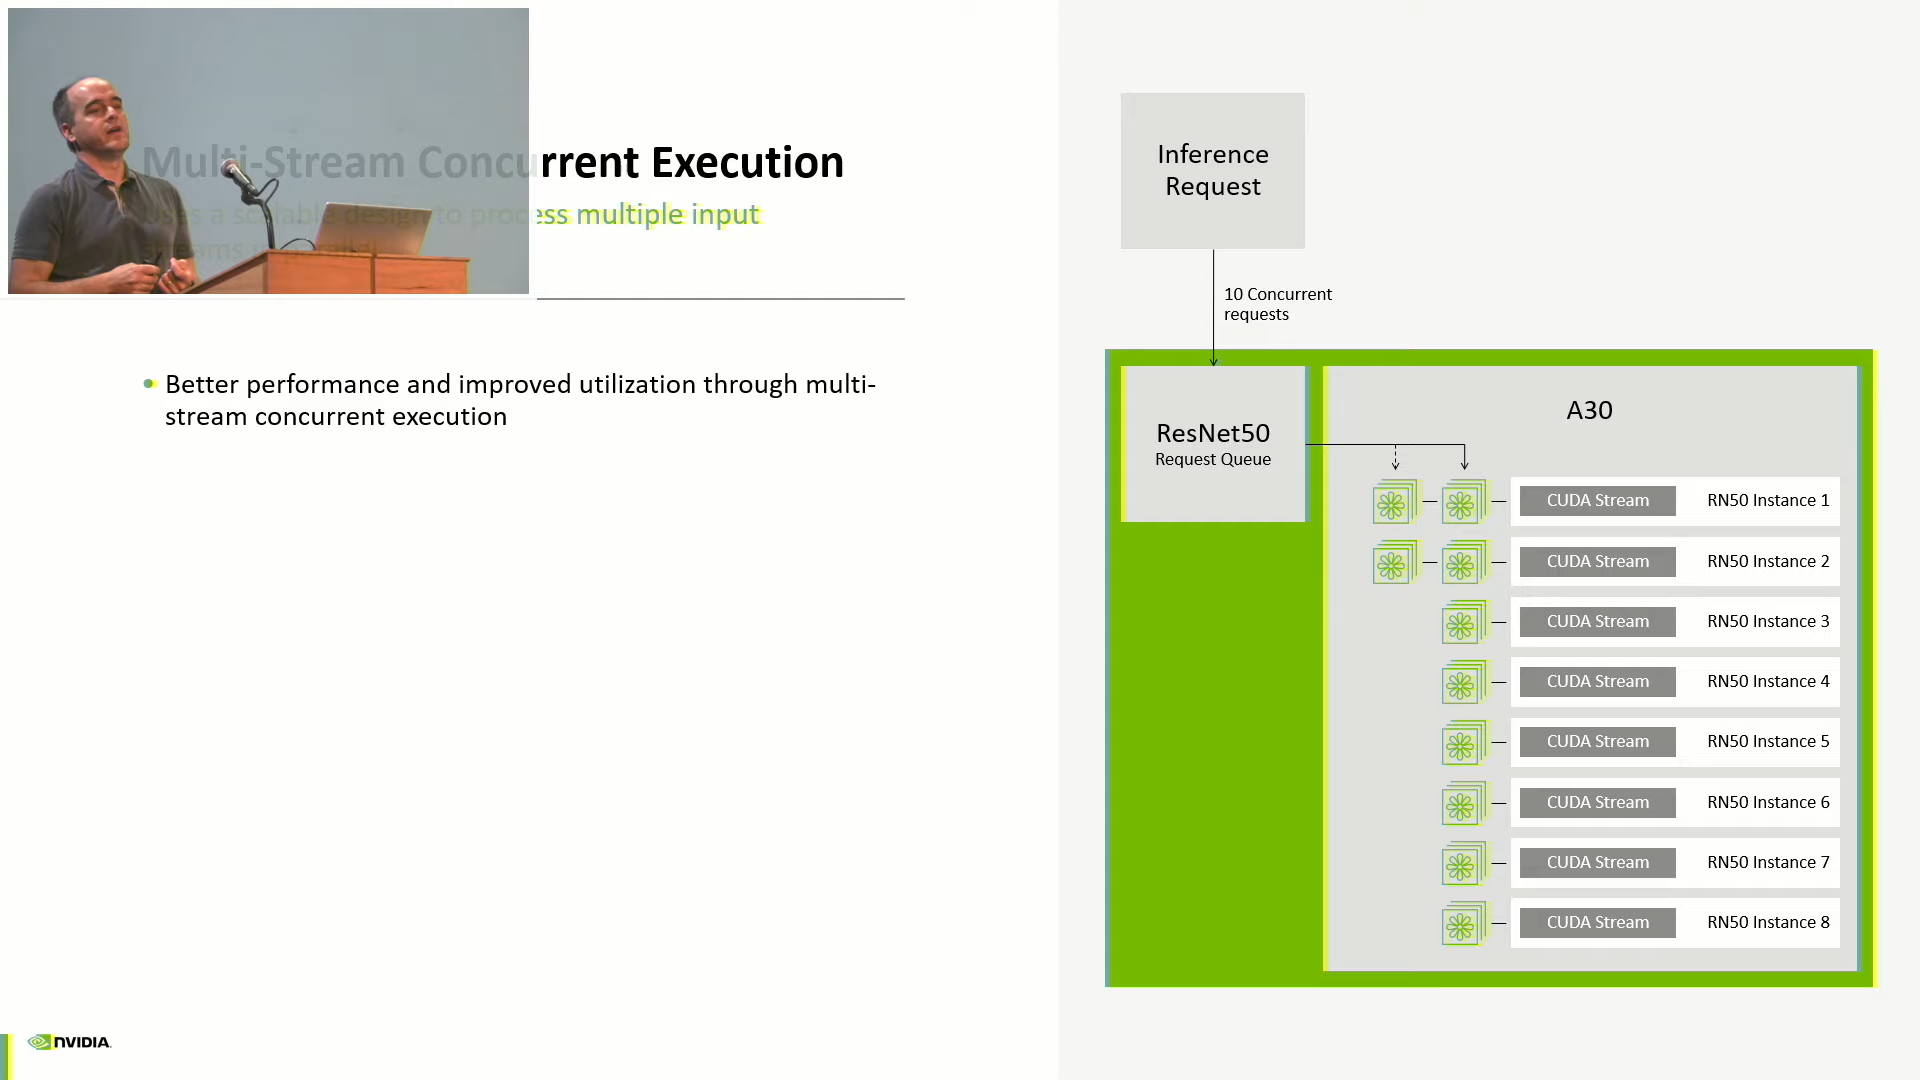 Multi-Stream Concurrent Execution
Uses a scalable design to process multiple input
streams in
Better performance and improved utilization through multi-
stream concurrent execution
Inference
Request
10 Concurrent
requests
ResNet50
Request Queue
A30
CUDA Stream RN50 Instance 1
CUDA Stream RN50 Instance 2
CUDA Stream RN50 Instance 3
CUDA Stream RN50 Instance 4
CUDA Stream RN50 Instance 5
CUDA Stream RN50 Instance 6
CUDA Stream RN50 Instance 7
CUDA Stream RN50 Instance 8
NVIDIA.